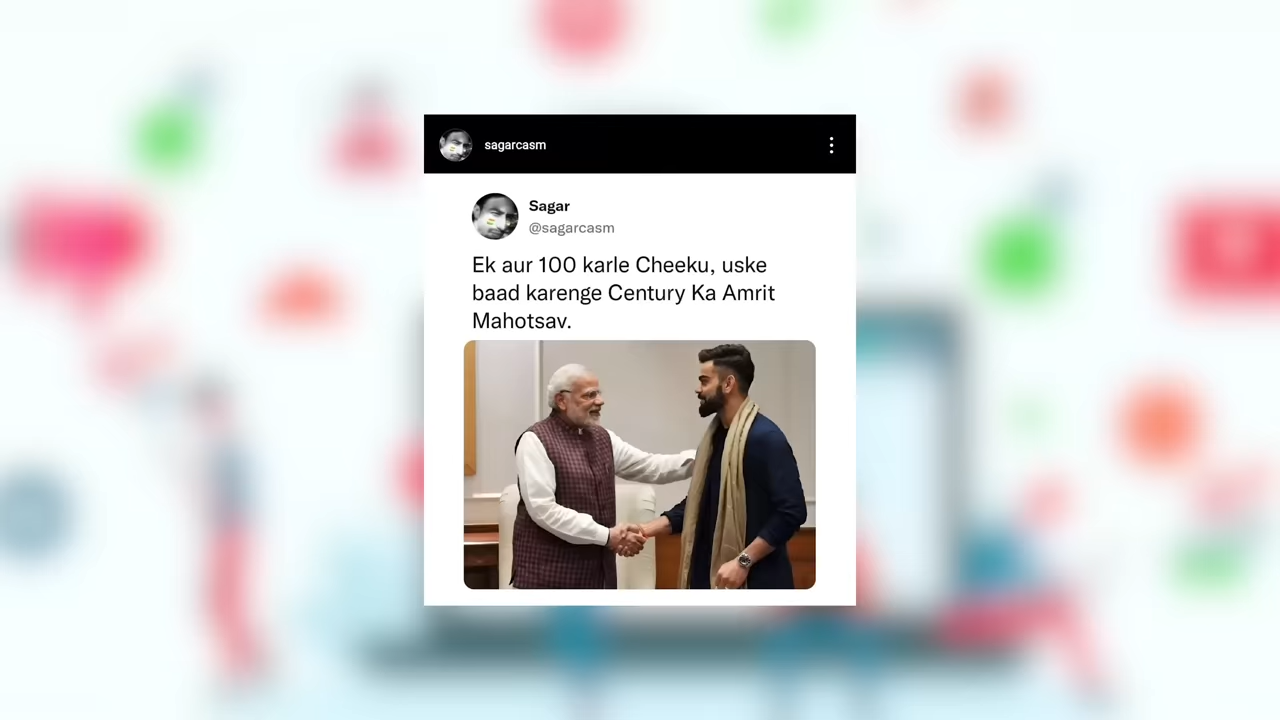 sagarcasm
Sagar
@sagarcasm
Ek aur 100 karle Cheeku, uske
baad karenge Century Ka Amrit
Mahotsav.